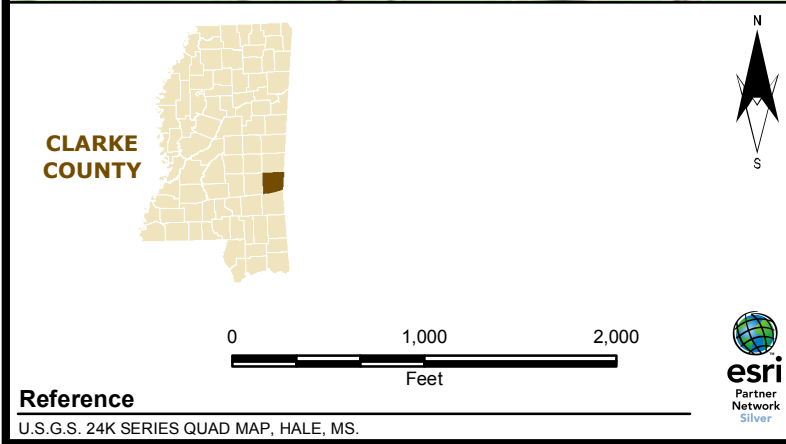 N
CLARKE
COUNTY
S
0 1,000 2,000
Feet
esri
Partner
Network
Silver
Reference
U.S.G.S. 24K SERIES QUAD MAP, HALE, MS.